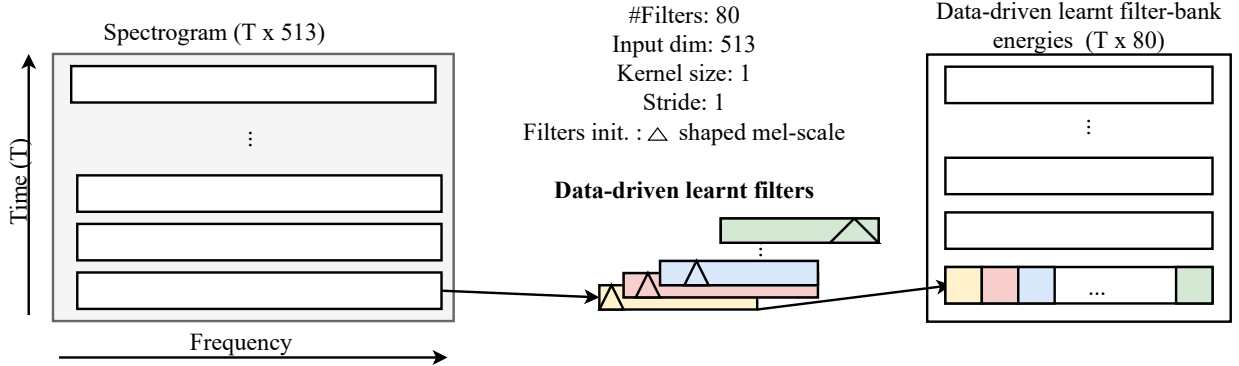 Spectrogram (T x 513)
Time (T)
⋮
Frequency
#Filters: 80
Input dim: 513
Kernel size: 1
Stride: 1
Filters init. : △ shaped mel-scale
Data-driven learnt filters
⋮
Data-driven learnt filter-bank
energies (T x 80)
⋮
...